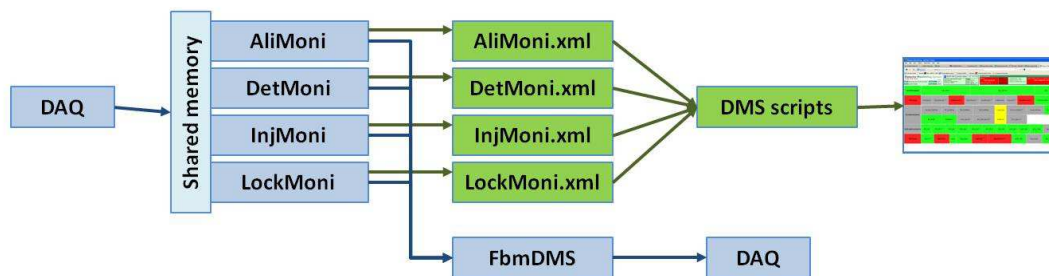 DAQ
Shared memory
AliMoni
DetMoni
InjMoni
LockMoni
AliMoni.xml
DetMoni.xml
InjMoni.xml
LockMoni.xml
DMS scripts
FbmDMS
DAQ